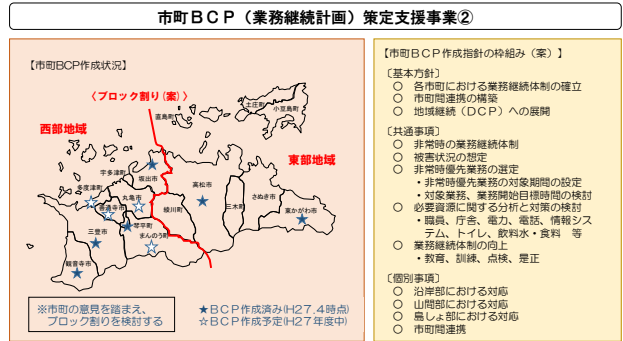 市町ＢＣＰ（業務継続計画）策定支援事業②
【市町BCP作成状況】
〈ブロック割り(案)〉
土庄町
小豆島町
直島町
西部地域
東部地域
宇多津町
坂出市
多度津町
丸亀市
高松市
善通寺市
綾川町
さぬき市
三木町
東かがわ市
琴平町
三豊市
まんのう町
観音寺市
※市町の意見を踏まえ、
ブロック割りを検討する
★ＢＣＰ作成済み(Ｈ27.4時点)
☆ＢＣＰ作成予定(Ｈ27年度中)
【市町ＢＣＰ作成指針の枠組み（案）】
〔基本方針〕
○　各市町における業務継続体制の確立
○　市町間連携の構築
○　地域継続（ＤＣＰ）への展開
〔共通事項〕
○　非常時の業務継続体制
○　被害状況の想定
○　非常時優先業務の選定
・非常時優先業務の対象期間の設定
・対象業務、業務開始目標時間の検討
○　必要資源に関する分析と対策の検討
・職員、庁舎、電力、電話、情報シス
テム、トイレ、飲料水・食料　等
○　業務継続体制の向上
・教育、訓練、点検、是正
〔個別事項〕
○　沿岸部における対応
○　山間部における対応
○　島しょ部における対応
○　市町間連携